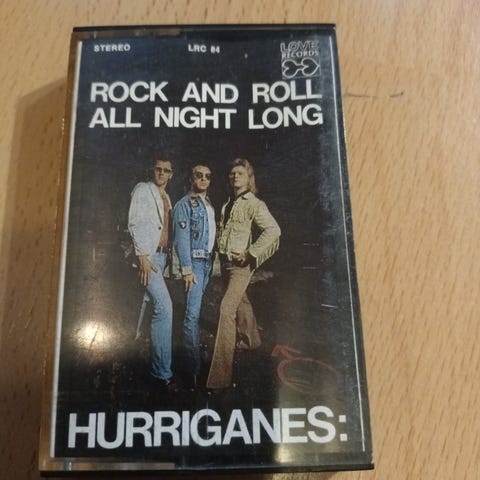 STEREO
LRC 84
LOVE
RECORDS
ROCK AND ROLL
ALL NIGHT LONG
HURRIGANES: